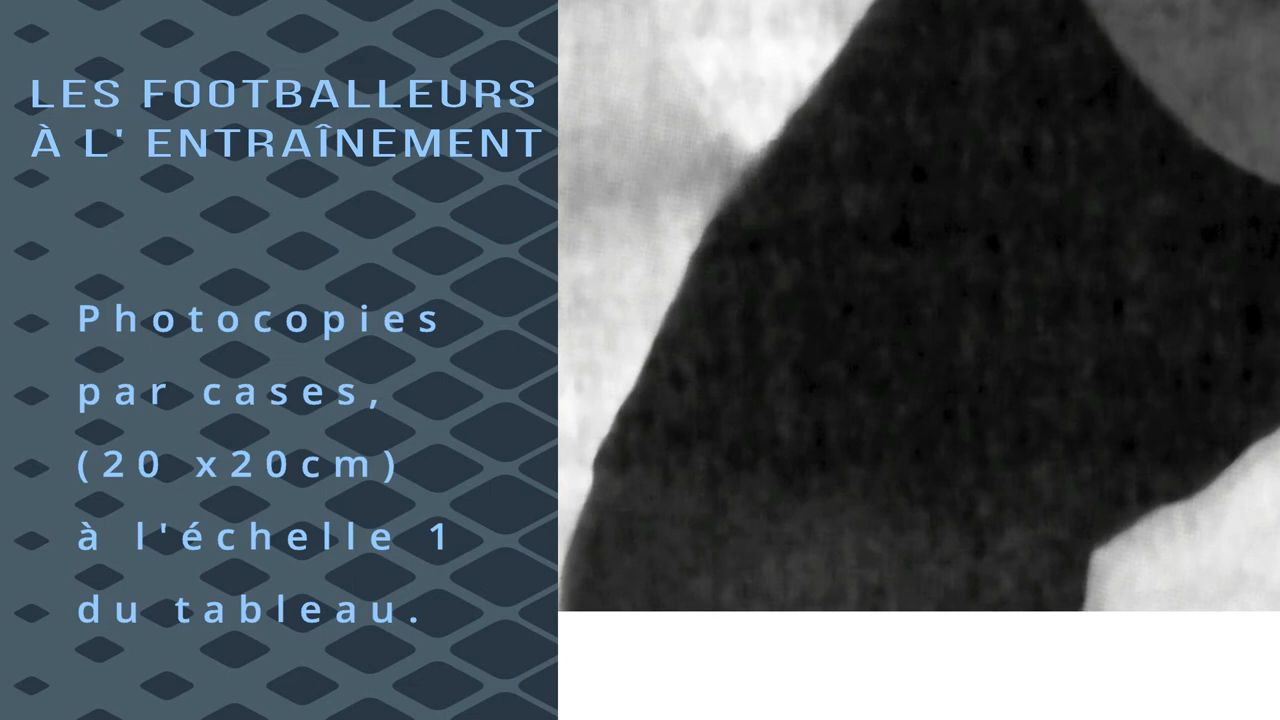 LES FOOTBALLEURS
À L' ENTRAÎNEMENT
Photocopies
par cases,
(20 x20cm)
à l'échelle 1
du tableau.